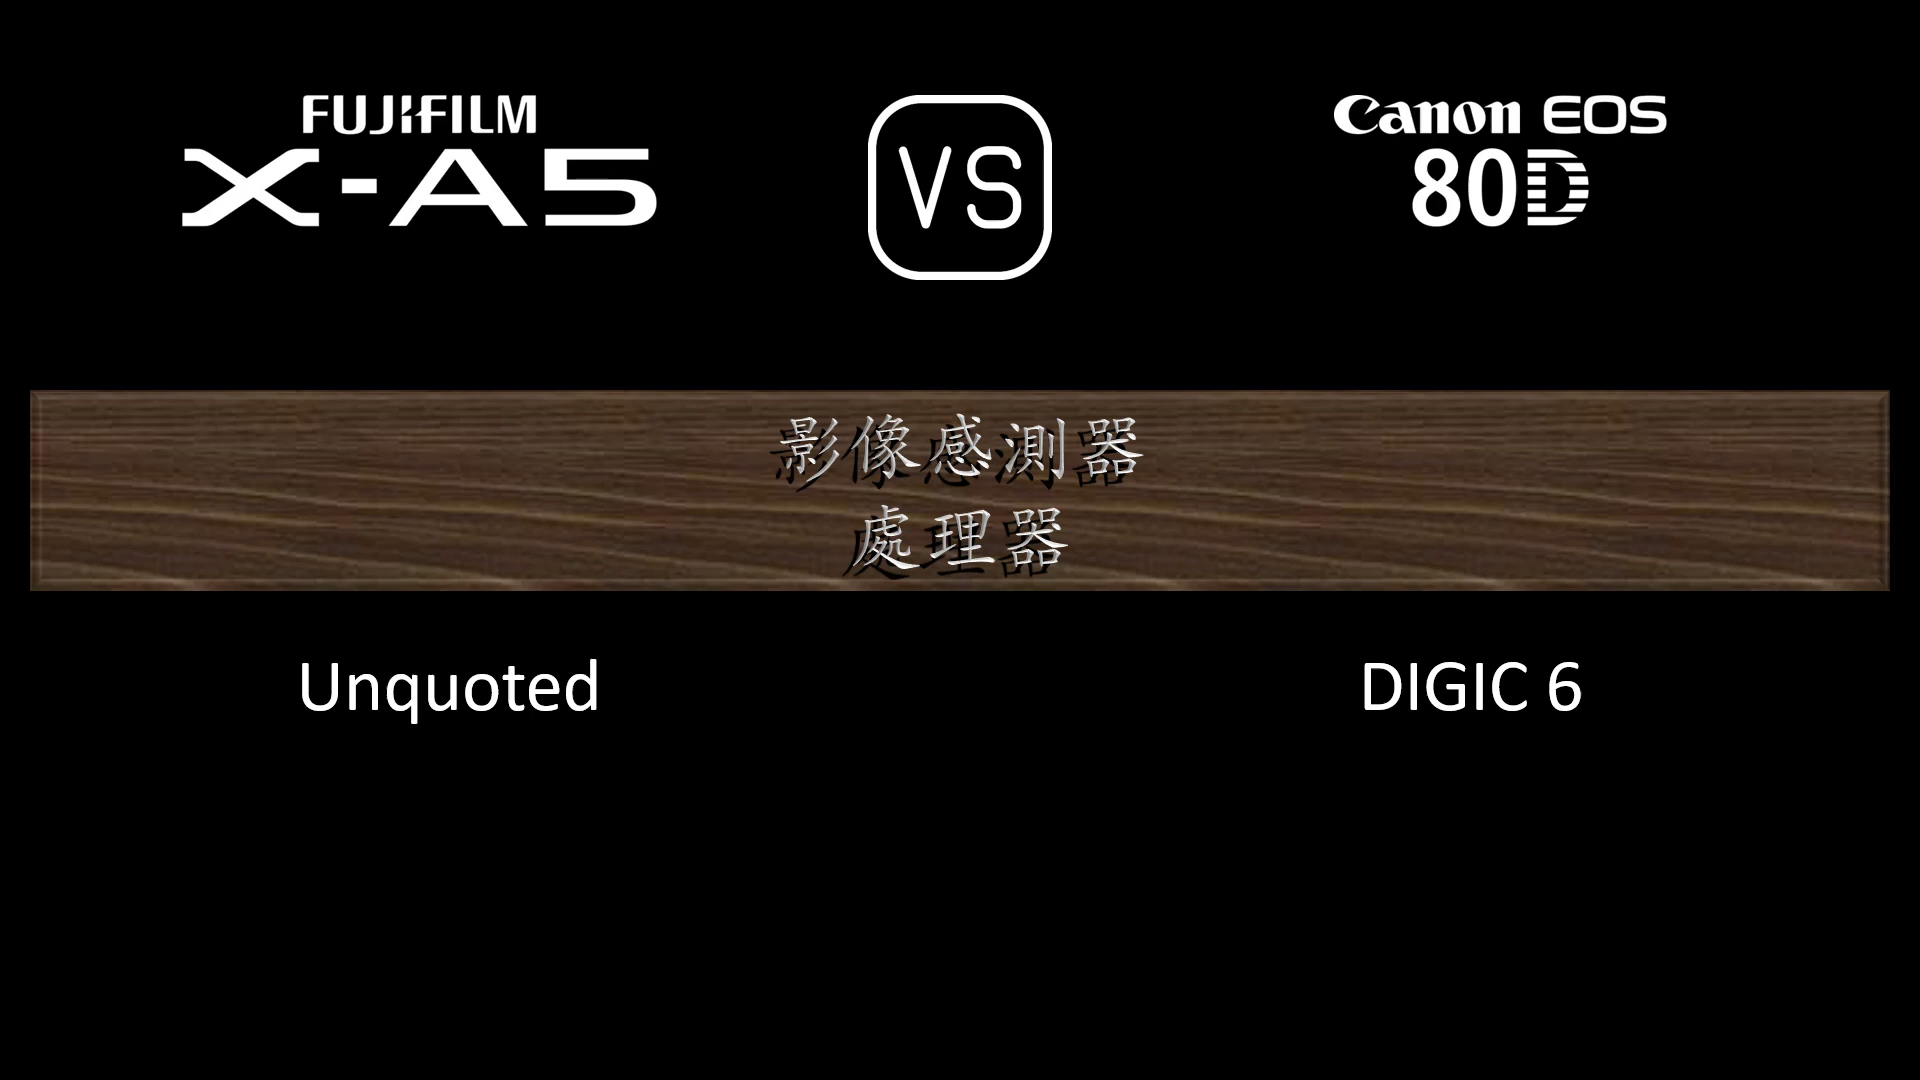 FUJIFILM
X-A5
VS
Canon EOS
80D
影像感測器
處理器
Unquoted
DIGIC 6